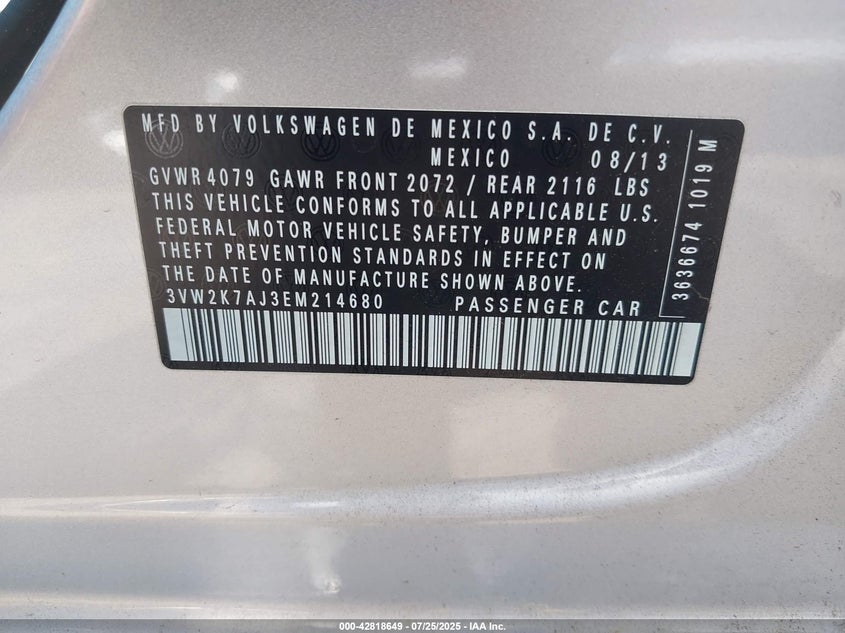 MFD BY VOLKSWAGEN DE MEXICO S.A. DE C.V.
MEXICO 08/13
GVWR 4079 GAWR FRONT 2072 / REAR 2116 LBS
THIS VEHICLE CONFORMS TO ALL APPLICABLE U.S.
FEDERAL MOTOR VEHICLE SAFETY, BUMPER AND
THEFT PREVENTION STANDARDS IN EFFECT ON
THE DATE OF MANUFACTURE SHOWN ABOVE.
3VW2K7AJ3EM214680 PASSENGER CAR
3636674 1019 M
000-42818649 | 07/25/2025 - IAA Inc.